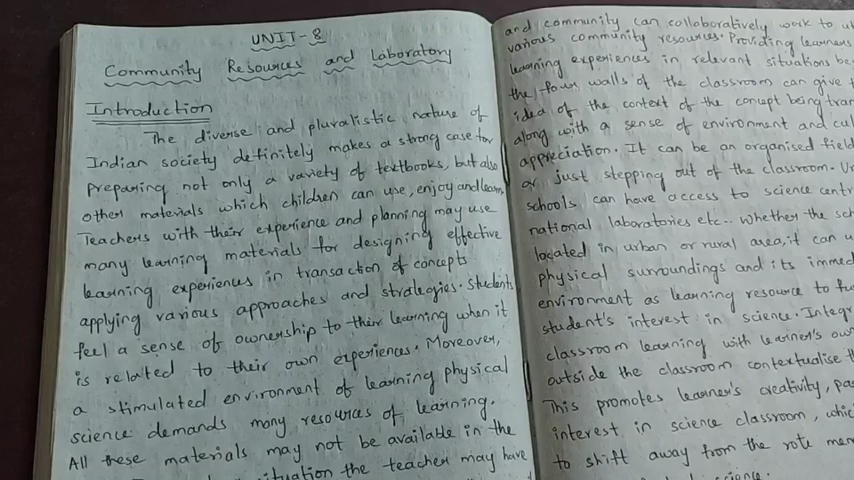 UNIT-8
Community Resources and Laboratory
Introduction
The diverse and pluralistic nature of
Indian society definitely makes a strong case for
Preparing not only a variety of textbooks, but also
other materials which children can use, enjoy and learn.
Teachers with their experience and planning may use
many learning materials for designing effective
learning experiences in transaction of concepts
applying various approaches and strategies. Students
feel a sense of ownership to their learning when it
is related to their own experiences. Moreover,
a stimulated environment of learning physical
science demands many resources of learning.
All these materials may not be available in the
the teacher may have
and community can collaboratively work to
various community resources. Providing learners
learning experiences in relevant situations
the four walls of the classroom can give
idea of the context of the concept being
along with a sense of environment and
appreciation. It can be an organised field
or just stepping out of the classroom.
schools can have access to science
national laboratories etc.. Whether the
located in urban or rural area, it can
physical surroundings and its
environment as learning resource to
student's interest in science.
classroom learning with learner's
outside the classroom contextualise
This promotes learner's creativity,
interest in science classroom,
to shift away from the rote
science.